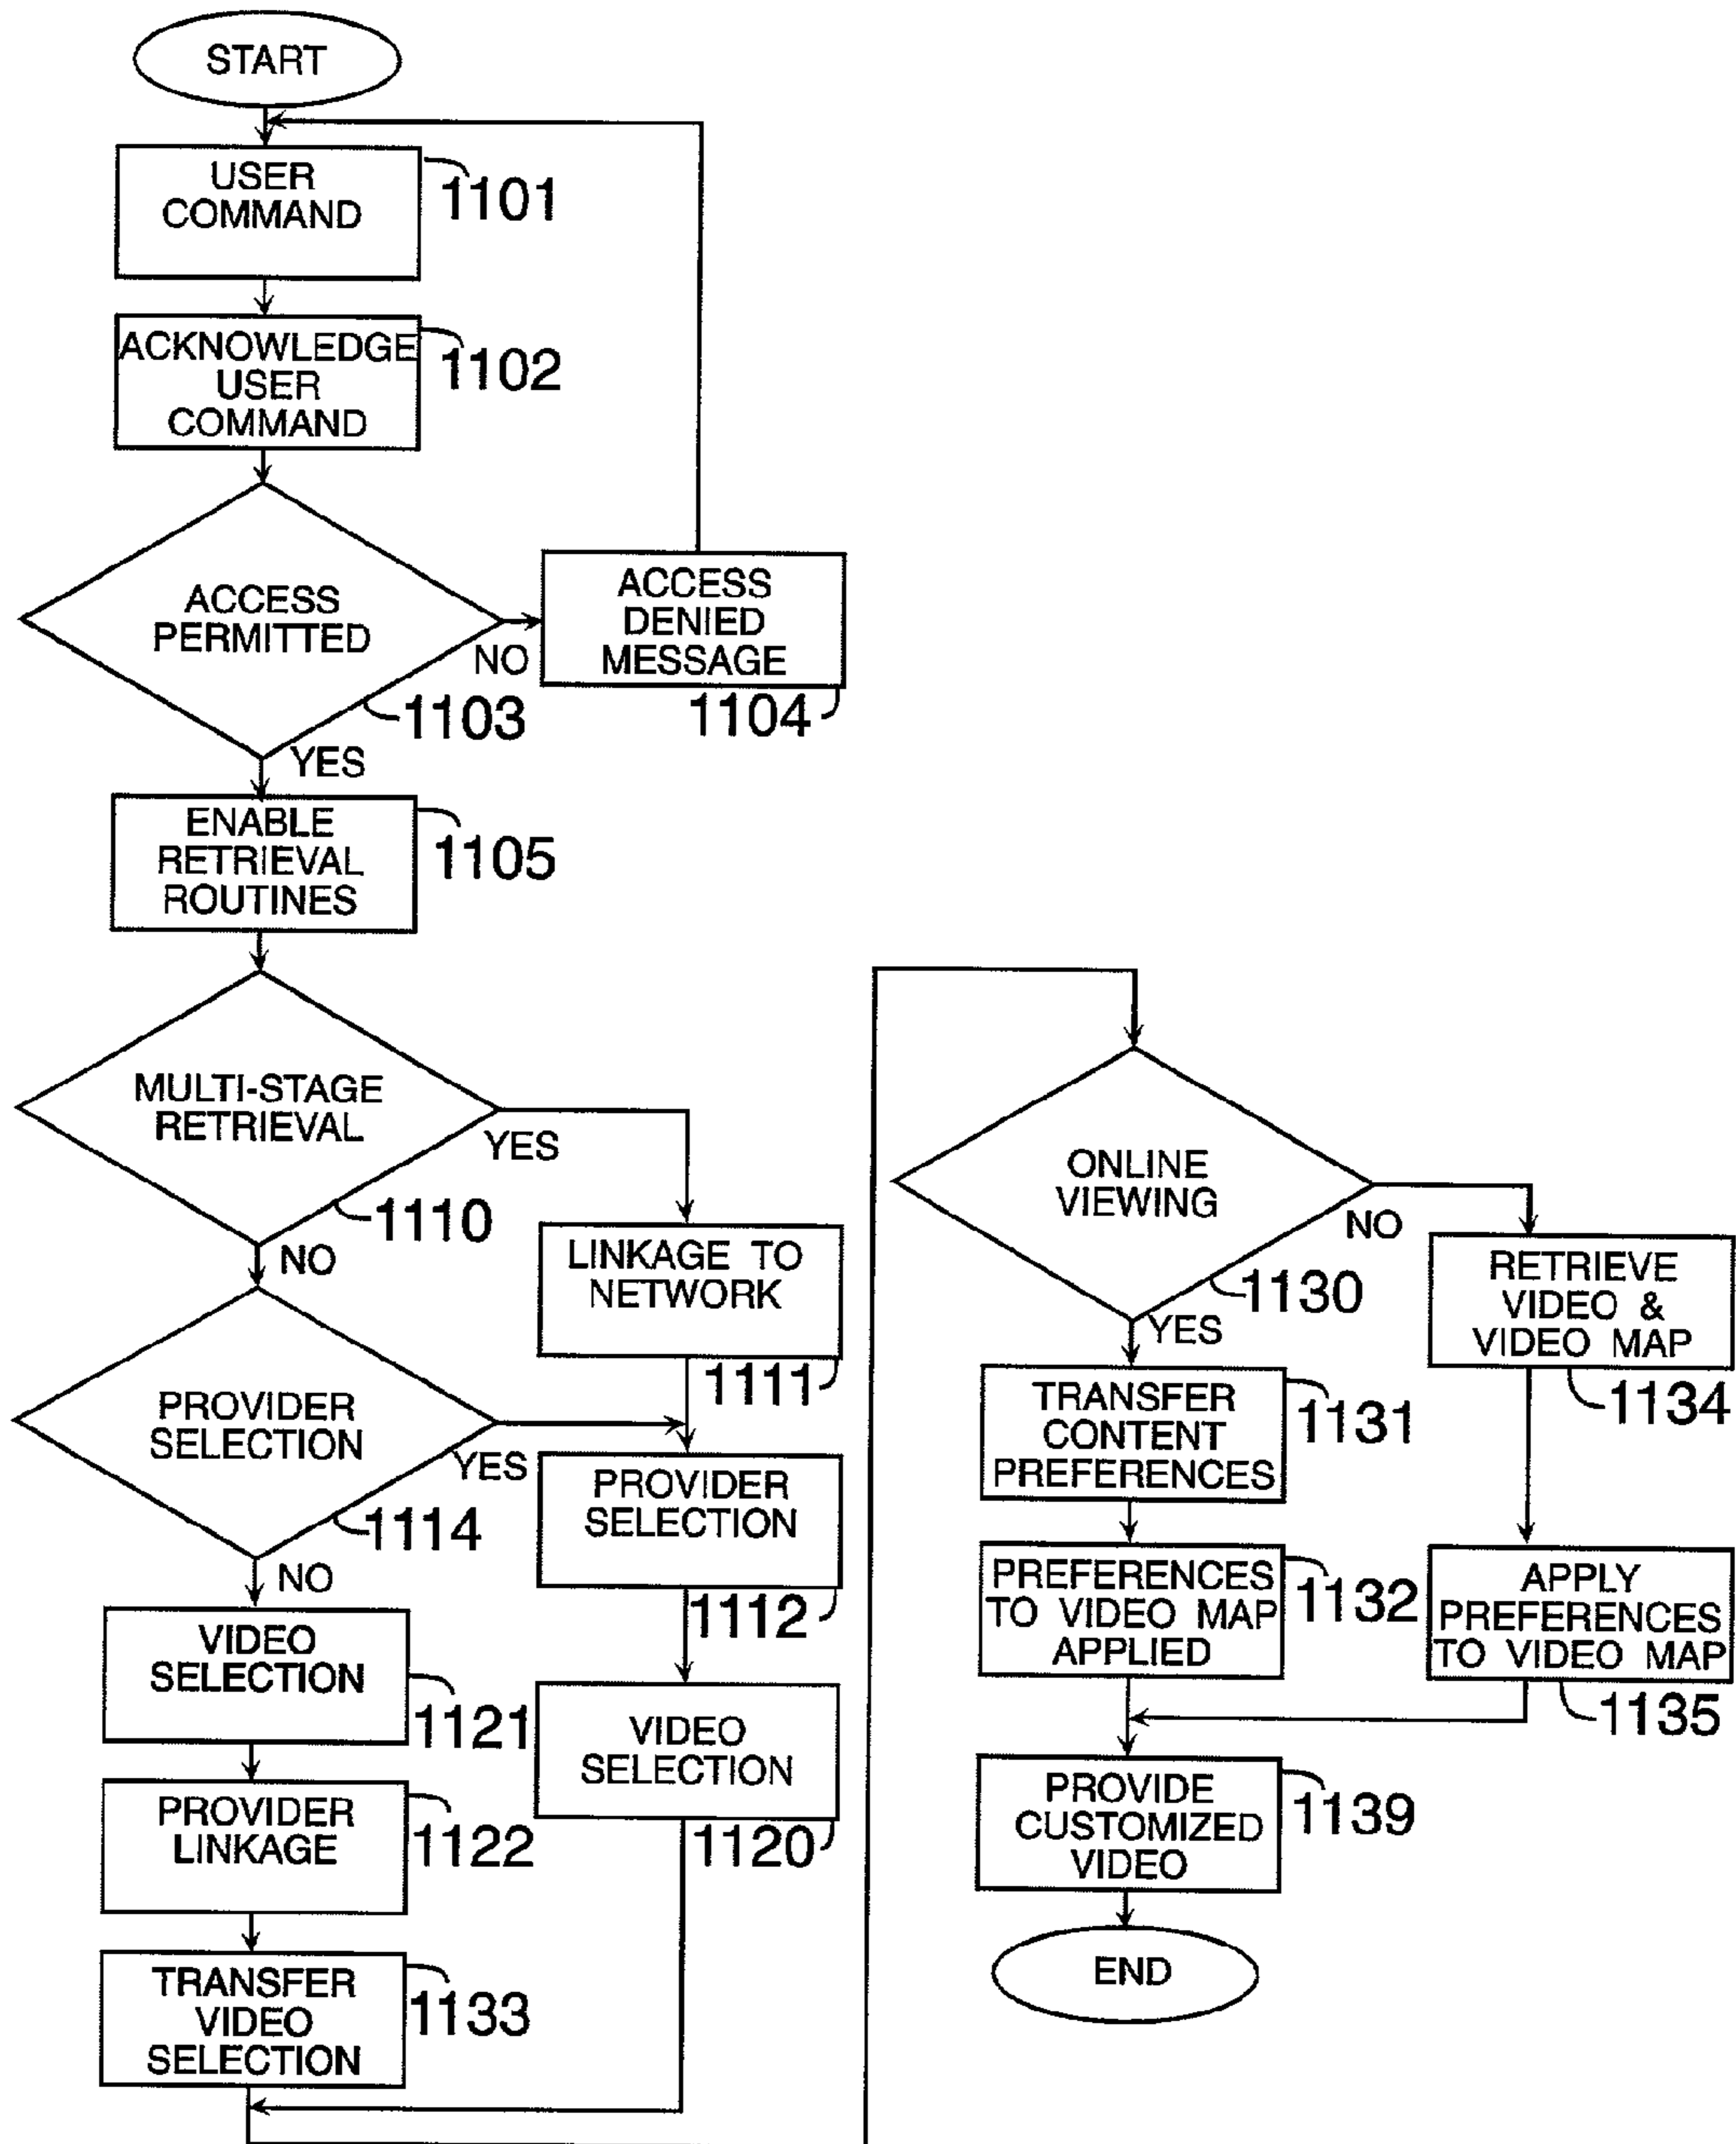 START
USER
COMMAND
1101
ACKNOWLEDGE
USER
COMMAND
1102
ACCESS
PERMITTED
NO
1103
YES
ACCESS
DENIED
MESSAGE
1104
ENABLE
RETRIEVAL
ROUTINES
1105
MULTI-STAGE
RETRIEVAL
YES
1110
NO
LINKAGE TO
NETWORK
1111
PROVIDER
SELECTION
YES
1114
NO
PROVIDER
SELECTION
1112
VIDEO
SELECTION
1121
VIDEO
SELECTION
1120
PROVIDER
LINKAGE
1122
TRANSFER
VIDEO
SELECTION
1133
ONLINE
VIEWING
NO
1130
YES
RETRIEVE
VIDEO &
VIDEO MAP
1134
TRANSFER
CONTENT
PREFERENCES
1131
PREFERENCES
TO VIDEO MAP
APPLIED
1132
APPLY
PREFERENCES
TO VIDEO MAP
1135
PROVIDE
CUSTOMIZED
VIDEO
1139
END